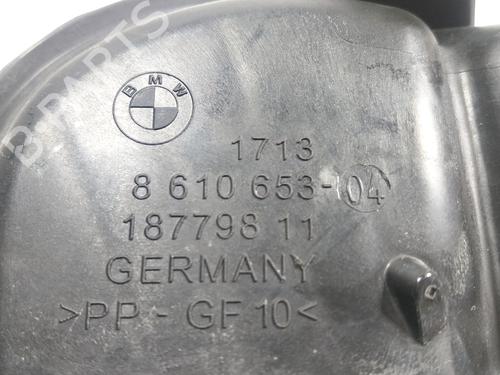 BMW
1713
8 610 653-04
187798 11
GERMANY
>PP - GF 10<
B-PARTS